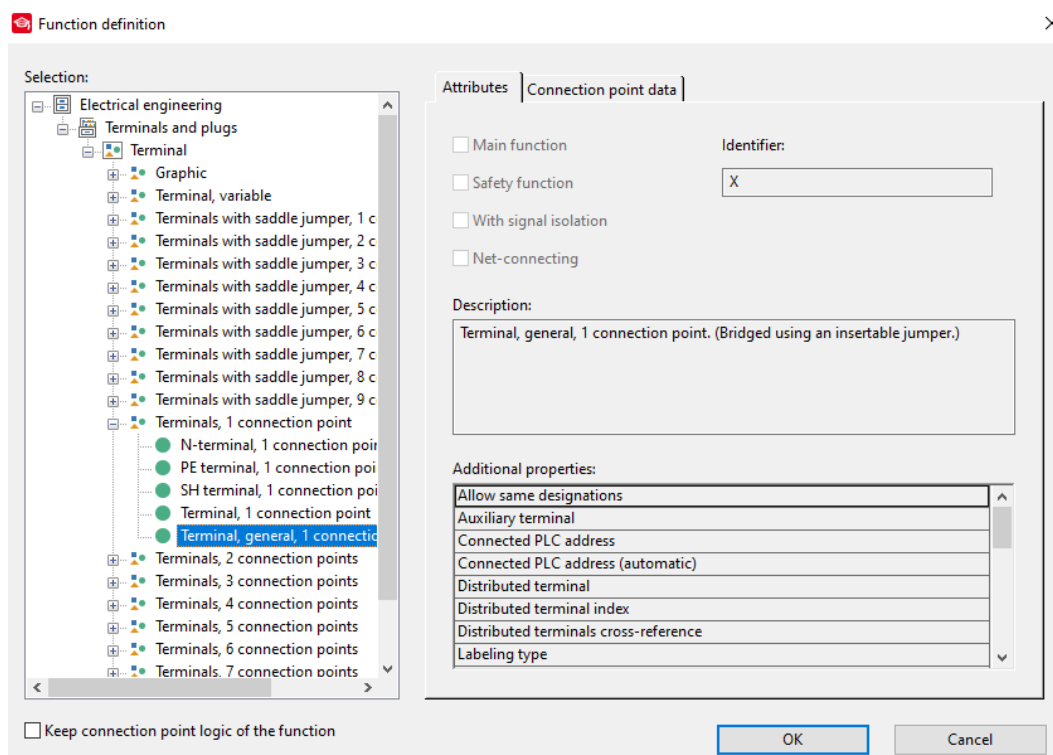 Function definition
Selection:
Electrical engineering
Terminals and plugs
Terminal
Graphic
Terminal, variable
Terminals with saddle jumper, 1 c
Terminals with saddle jumper, 2 c
Terminals with saddle jumper, 3 c
Terminals with saddle jumper, 4 c
Terminals with saddle jumper, 5 c
Terminals with saddle jumper, 6 c
Terminals with saddle jumper, 7 c
Terminals with saddle jumper, 8 c
Terminals with saddle jumper, 9 c
Terminals, 1 connection point
N-terminal, 1 connection poin
PE terminal, 1 connection poi
SH terminal, 1 connection poi
Terminal, 1 connection point
Terminal, general, 1 connectio
Terminals, 2 connection points
Terminals, 3 connection points
Terminals, 4 connection points
Terminals, 5 connection points
Terminals, 6 connection points
Terminals, 7 connection points
Keep connection point logic of the function
Attributes
Connection point data
Main function
Safety function
With signal isolation
Net-connecting
Identifier:
X
Description:
Terminal, general, 1 connection point. (Bridged using an insertable jumper.)
Additional properties:
Allow same designations
Auxiliary terminal
Connected PLC address
Connected PLC address (automatic)
Distributed terminal
Distributed terminal index
Distributed terminals cross-reference
Labeling type
OK
Cancel